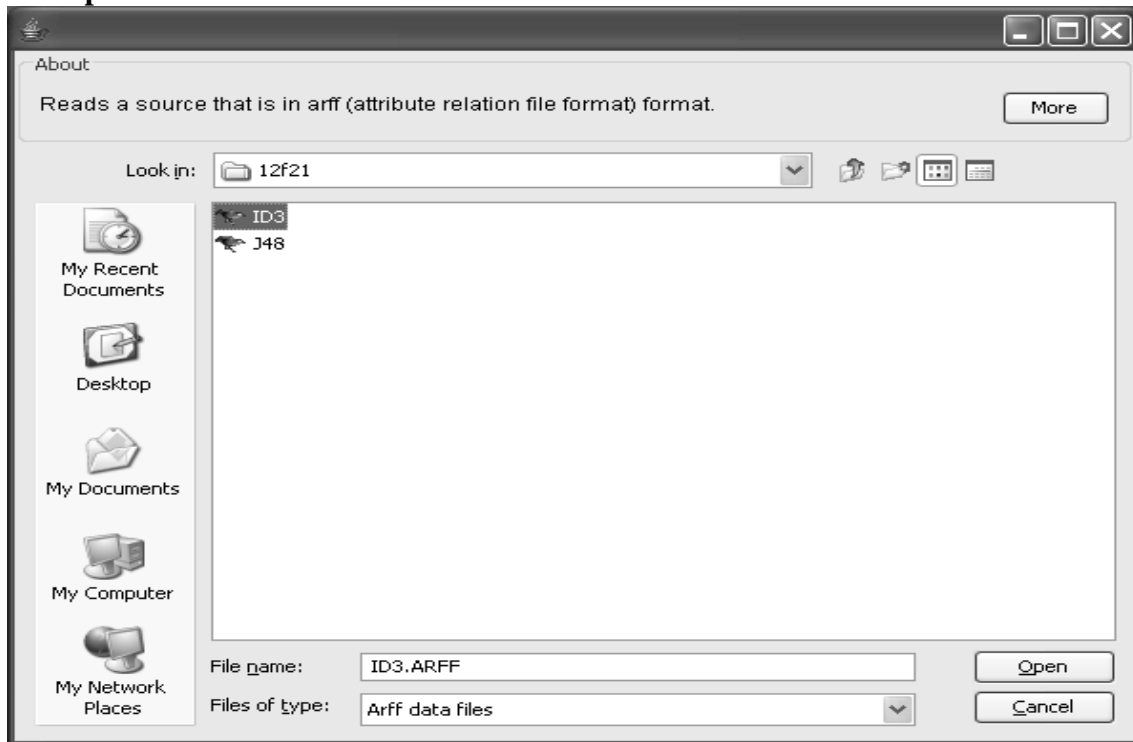 About
Reads a source that is in arff (attribute relation file format) format.
More
Look in:
12f21
ID3
J48
My Recent
Documents
Desktop
My Documents
My Computer
My Network
Places
File name:
ID3.ARFF
Open
Files of type:
Arff data files
Cancel